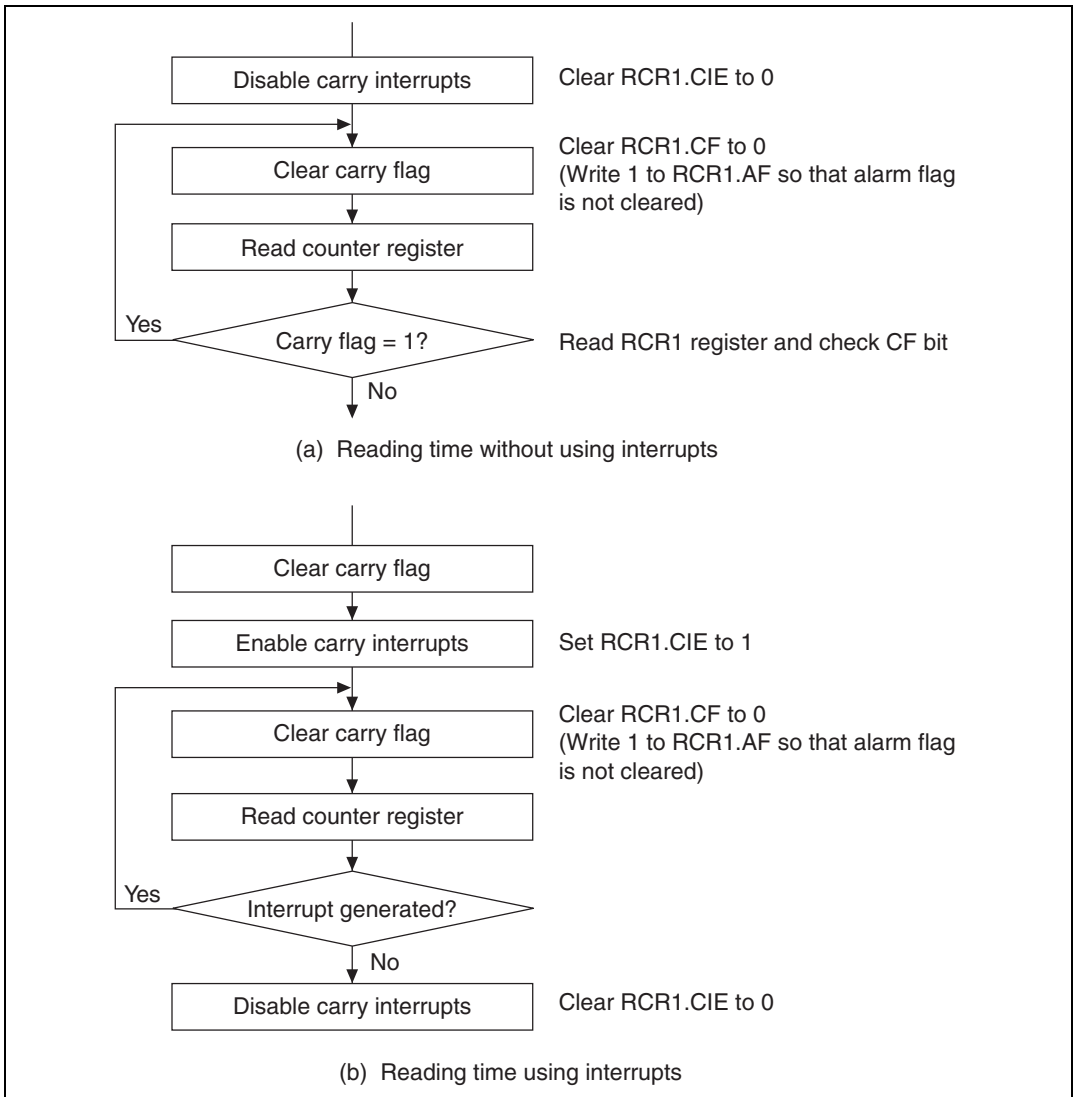 Disable carry interrupts
Clear RCR1.CIE to 0
Clear carry flag
Clear RCR1.CF to 0
(Write 1 to RCR1.AF so that alarm flag
is not cleared)
Read counter register
Yes
Carry flag = 1?
Read RCR1 register and check CF bit
No
(a) Reading time without using interrupts
Clear carry flag
Enable carry interrupts
Set RCR1.CIE to 1
Clear carry flag
Clear RCR1.CF to 0
(Write 1 to RCR1.AF so that alarm flag
is not cleared)
Read counter register
Yes
Interrupt generated?
No
Disable carry interrupts
Clear RCR1.CIE to 0
(b) Reading time using interrupts